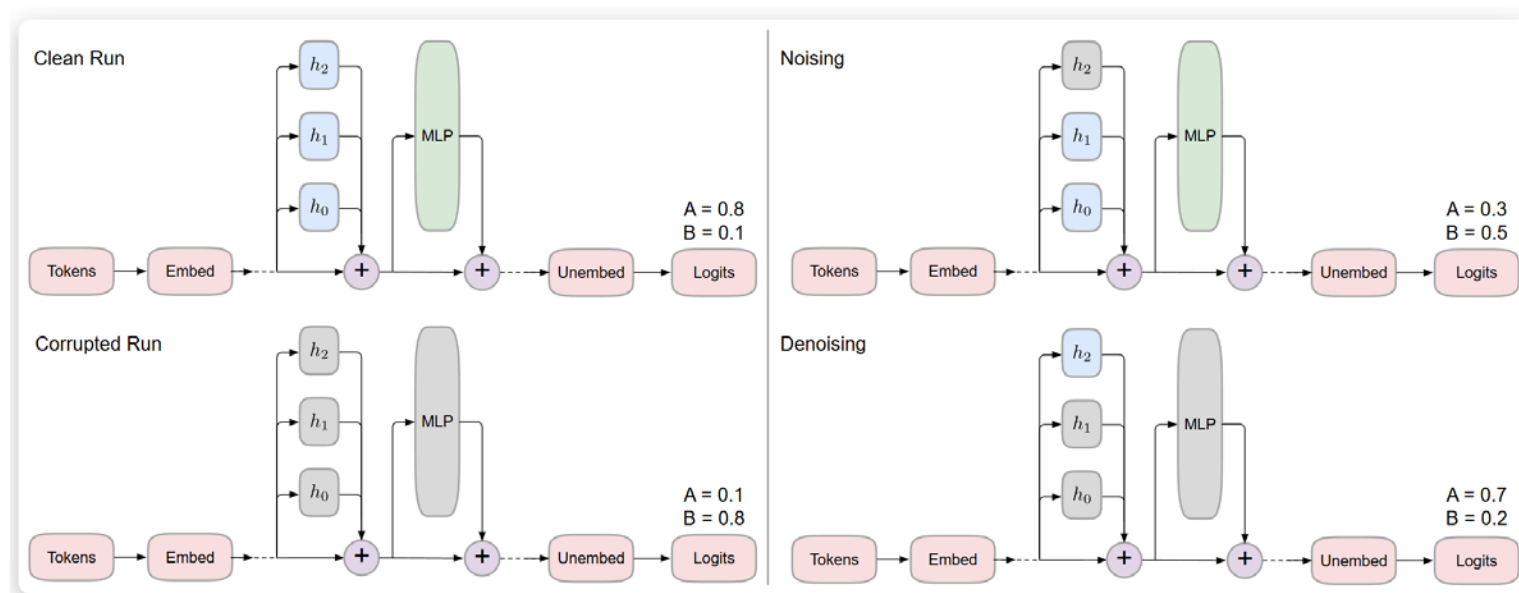 Clean Run
h₂
h₁
MLP
h₀
A = 0.8
B = 0.1
Tokens
Embed
+
+
Unembed
Logits
Noising
h₂
h₁
MLP
h₀
A = 0.3
B = 0.5
Tokens
Embed
+
+
Unembed
Logits
Corrupted Run
h₂
h₁
MLP
h₀
A = 0.1
B = 0.8
Tokens
Embed
+
+
Unembed
Logits
Denoising
h₂
h₁
MLP
h₀
A = 0.7
B = 0.2
Tokens
Embed
+
+
Unembed
Logits